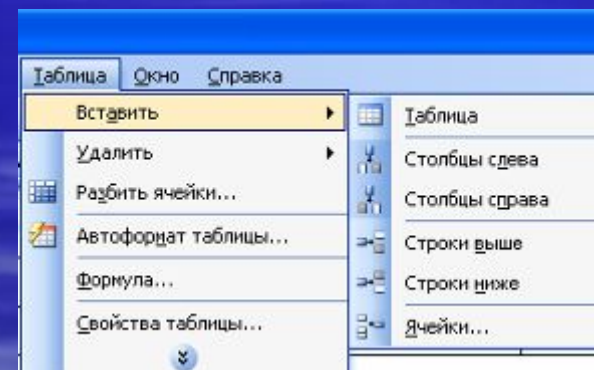 Таблица Окно Справка
Вставить
Удалить
Разбить ячейки...
Автоформат таблицы...
Формула...
Свойства таблицы...
Таблица
Столбцы слева
Столбцы справа
Строки выше
Строки ниже
Ячейки...